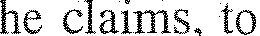 he claims, to